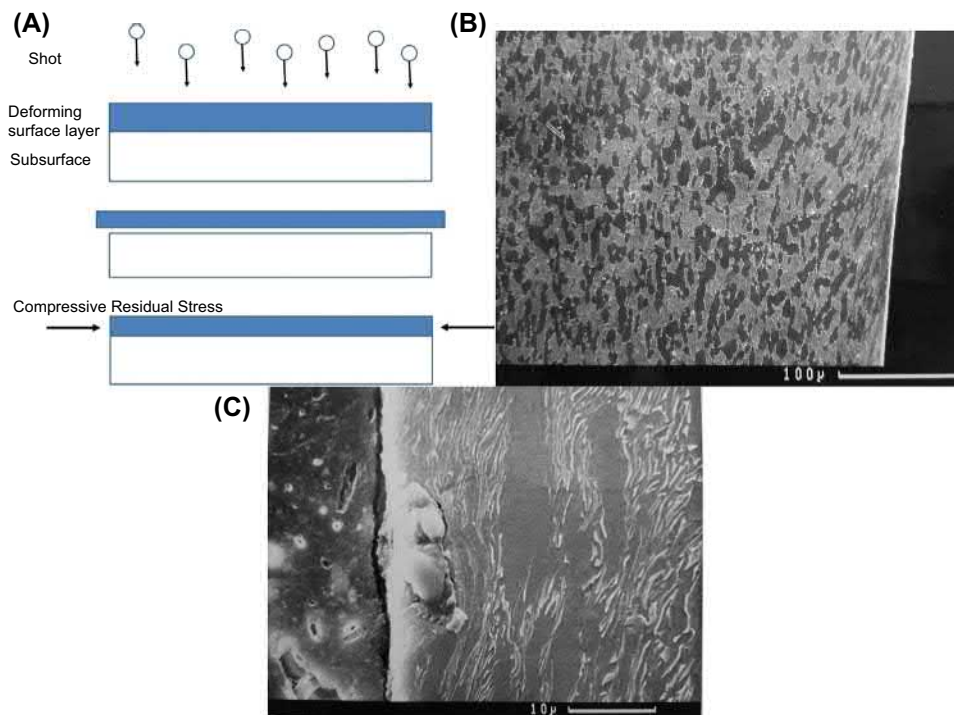 (A)
Shot
Deforming
surface layer
Subsurface
Compressive Residual Stress
(B)
100μ
(C)
10μ